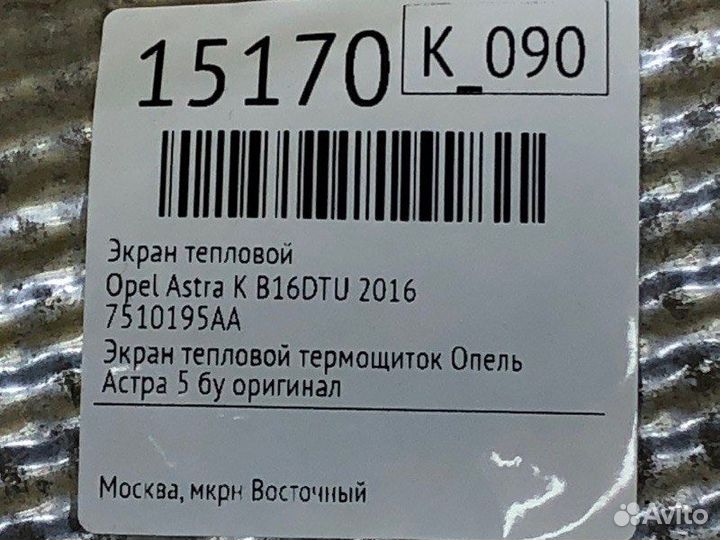 15170
K_090
Экран тепловой
Opel Astra K B16DTU 2016
7510195AA
Экран тепловой термощиток Опель
Астра 5 бу оригинал
Москва, мкрн Восточный
Avito